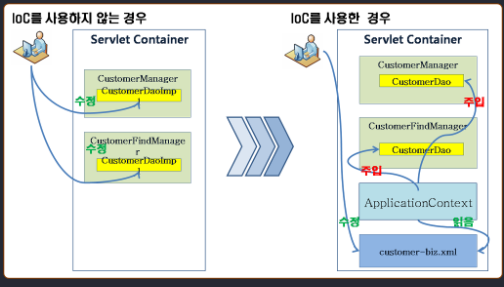 IoC를 사용하지 않는 경우
Servlet Container
CustomerManager
CustomerDaoImp
l
수정
CustomerFindManage
r
수정
CustomerDaoImp
l
IoC를 사용한 경우
Servlet Container
CustomerManager
CustomerDao
주입
CustomerFindManager
CustomerDao
주입
ApplicationContext
수정
읽음
customer-biz.xml